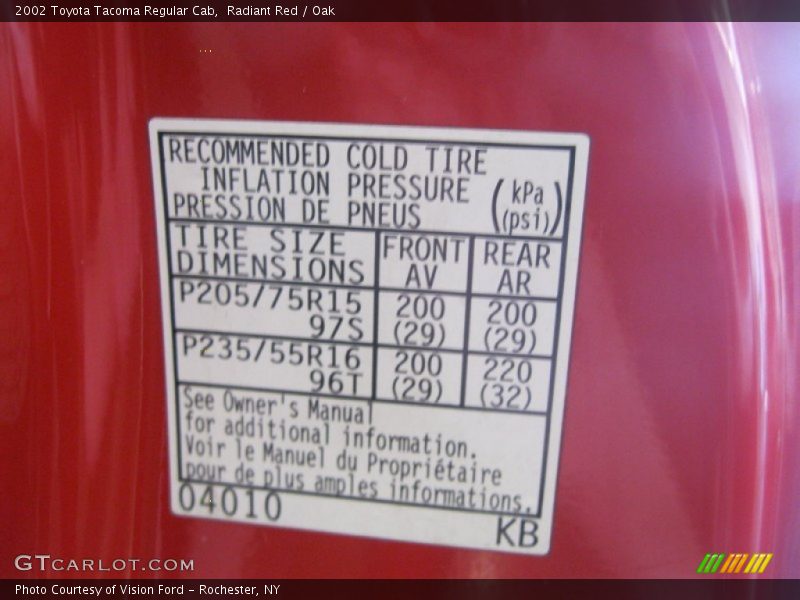 2002 Toyota Tacoma Regular Cab,  Radiant Red / Oak
RECOMMENDED COLD TIRE
INFLATION PRESSURE
PRESSION DE PNEUS
(kPa
(psi))
TIRE SIZE
DIMENSIONS
FRONT
AV
REAR
AR
P205/75R15
97S
200
(29)
200
(29)
P235/55R16
96T
200
(29)
220
(32)
See Owner's Manual
for additional information.
Voir le Manuel du Propriétaire
pour de plus amples informations.
04010
KB
GTCARLOT.COM
Photo Courtesy of Vision Ford – Rochester, NY